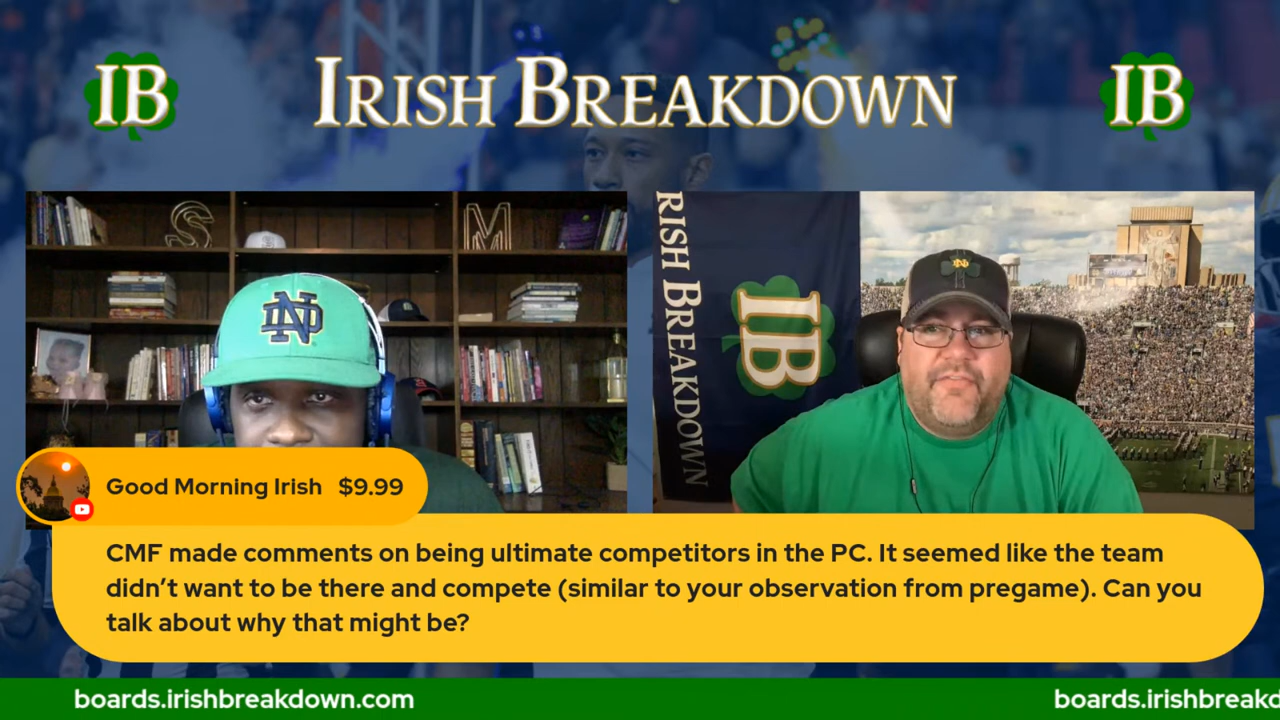 IB
IRISH BREAKDOWN
IB
S
M
ND
RISH BREAKDOWN
IB
ND
Good Morning Irish $9.99
CMF made comments on being ultimate competitors in the PC. It seemed like the team
didn’t want to be there and compete (similar to your observation from pregame). Can you
talk about why that might be?
boards.irishbreakdown.com
boards.irishbreakd